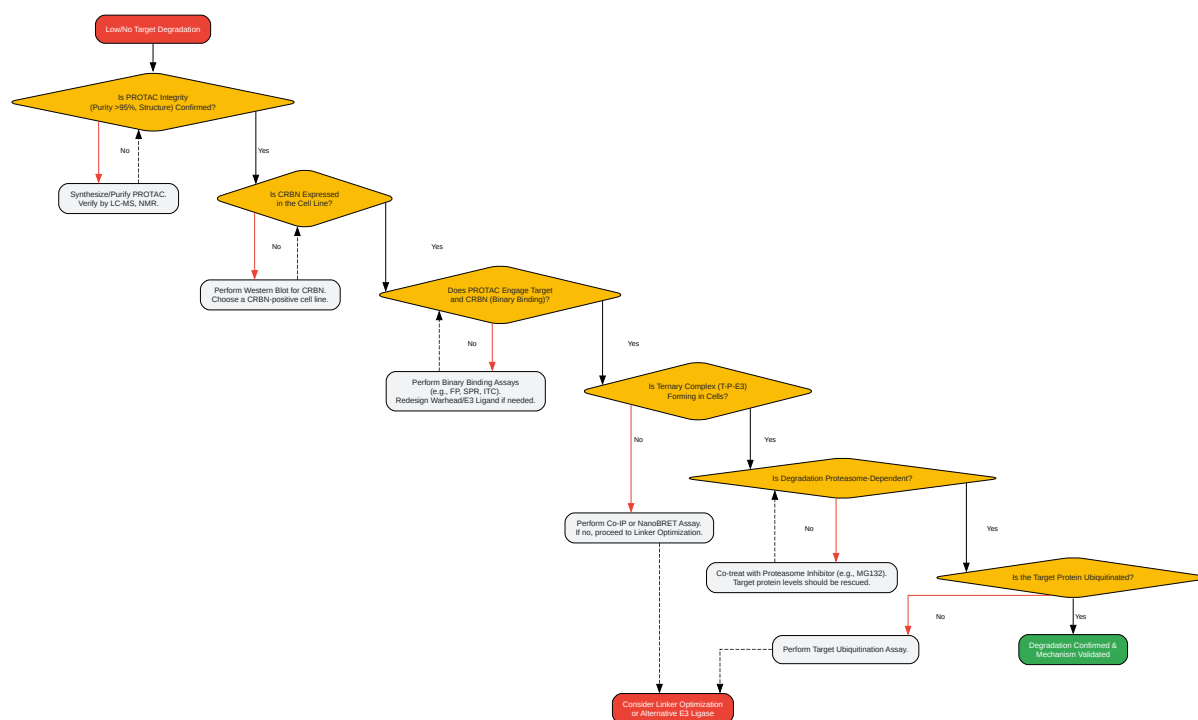 Low/No Target Degradation
Is PROTAC Integrity
(Purity >95%, Structure) Confirmed?
No
Yes
Synthesize/Purify PROTAC.
Verify by LC-MS, NMR.
Is CRBN Expressed
in the Cell Line?
No
Yes
Perform Western Blot for CRBN.
Choose a CRBN-positive cell line.
Does PROTAC Engage Target
and CRBN (Binary Binding)?
No
Yes
Perform Binary Binding Assays
(e.g., FP, SPR, ITC).
Redesign Warhead/E3 Ligand if needed.
Is Ternary Complex (T-P-E3)
Forming in Cells?
No
Yes
Is Degradation Proteasome-Dependent?
Perform Co-IP or NanoBRET Assay.
If no, proceed to Linker Optimization.
No
Yes
Co-treat with Proteasome Inhibitor (e.g., MG132).
Target protein levels should be rescued.
Is the Target Protein Ubiquitinated?
No
Yes
Perform Target Ubiquitination Assay.
Degradation Confirmed &
Mechanism Validated
Consider Linker Optimization
or Alternative E3 Ligase